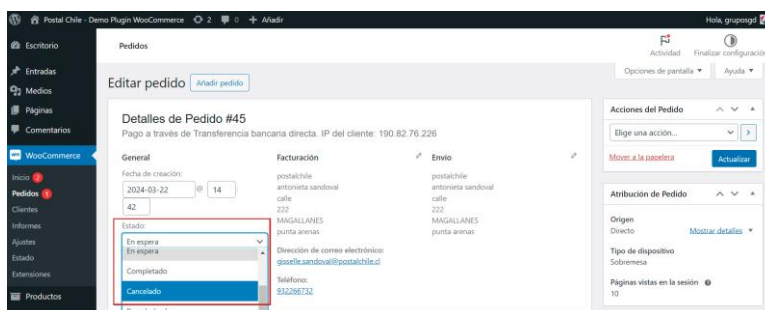 Postal Chile - Demo Plugin WooCommerce 2 0 + Añadir Hola, gruposgd
Escritorio
Entradas
Medios
Páginas
Comentarios
WooCommerce
Inicio 2
Pedidos 1
Clientes
Informes
Ajustes
Estado
Extensiones
Productos
Pedidos
Actividad Finalizar configuración
Opciones de pantalla Ayuda
Editar pedido Añadir pedido
Detalles de Pedido #45
Pago a través de Transferencia bancaria directa. IP del cliente: 190.82.76.226
General
Fecha de creación:
2024-03-22 @ 14
42
Estado:
En espera
En espera
Completado
Cancelado
Facturación
postalchile
antonieta sandoval
calle
222
MAGALLANES
punta arenas
Dirección de correo electrónico:
gisselle.sandoval@postalchile.cl
Teléfono:
932266732
Envío
postalchile
antonieta sandoval
calle
222
MAGALLANES
punta arenas
Acciones del Pedido
Elige una acción...
Mover a la papelera Actualizar
Atribución de Pedido
Origen
Directo Mostrar detalles
Tipo de dispositivo
Sobremesa
Páginas vistas en la sesión
10